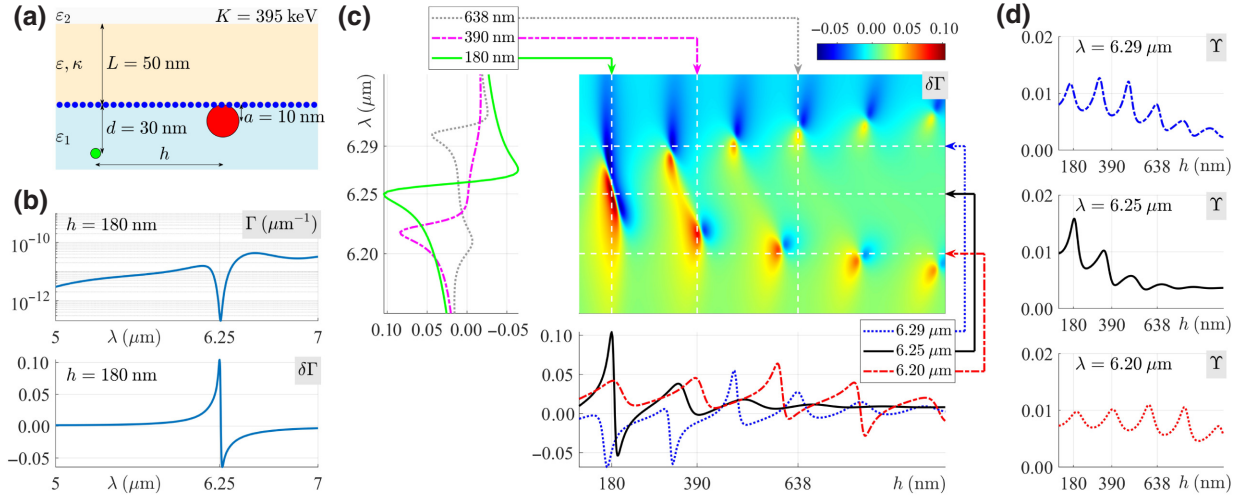 (a)
ε₂
K = 395 keV
ε, κ
L = 50 nm
a = 10 nm
ε₁
d = 30 nm
h
(b)
h = 180 nm
Γ (μm⁻¹)
10⁻¹⁰
10⁻¹²
5 λ (μm) 6.25 7
0.10
h = 180 nm
δΓ
0.05
0.00
−0.05
5 λ (μm) 6.25 7
(c)
638 nm
390 nm
180 nm
λ (μm)
6.29
6.25
6.20
0.10 0.05 0.00 -0.05
−0.05 0.00 0.05 0.10
δΓ
6.29 μm
6.25 μm
6.20 μm
0.10
0.05
0.00
-0.05
180 390 638 h (nm)
(d)
0.02
λ = 6.29 μm
ϒ
0.01
0.00
180 390 638 h (nm)
0.02
λ = 6.25 μm
ϒ
0.01
0.00
180 390 638 h (nm)
0.02
λ = 6.20 μm
ϒ
0.01
0.00
180 390 638 h (nm)